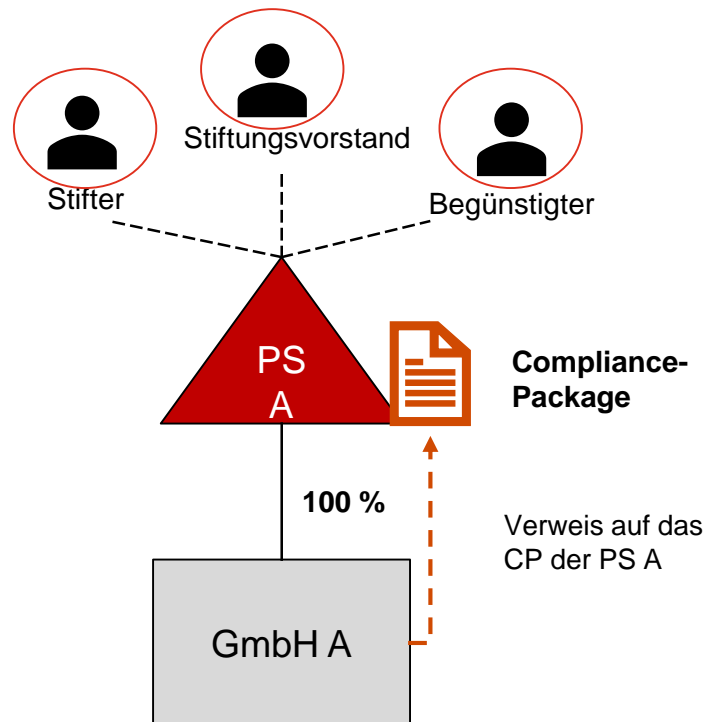 Stiftungsvorstand
Stifter
Begünstigter
PS
A
Compliance-
Package
100 %
Verweis auf das
CP der PS A
GmbH A